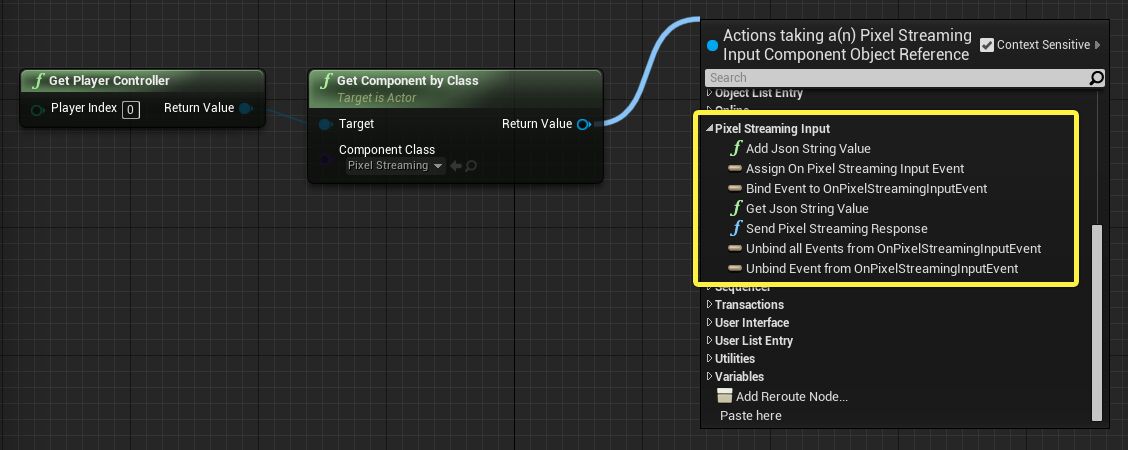 Get Player Controller
Player Index 0 Return Value
Get Component by Class
Target is Actor
Target Return Value
Component Class
Pixel Streaming
Actions taking a(n) Pixel Streaming
Input Component Object Reference
Context Sensitive
Search
Object List Entry
Online
Pixel Streaming Input
Add Json String Value
Assign On Pixel Streaming Input Event
Bind Event to OnPixelStreamingInputEvent
Get Json String Value
Send Pixel Streaming Response
Unbind all Events from OnPixelStreamingInputEvent
Unbind Event from OnPixelStreamingInputEvent
Sequencer
Transactions
User Interface
User List Entry
Utilities
Variables
Add Reroute Node...
Paste here